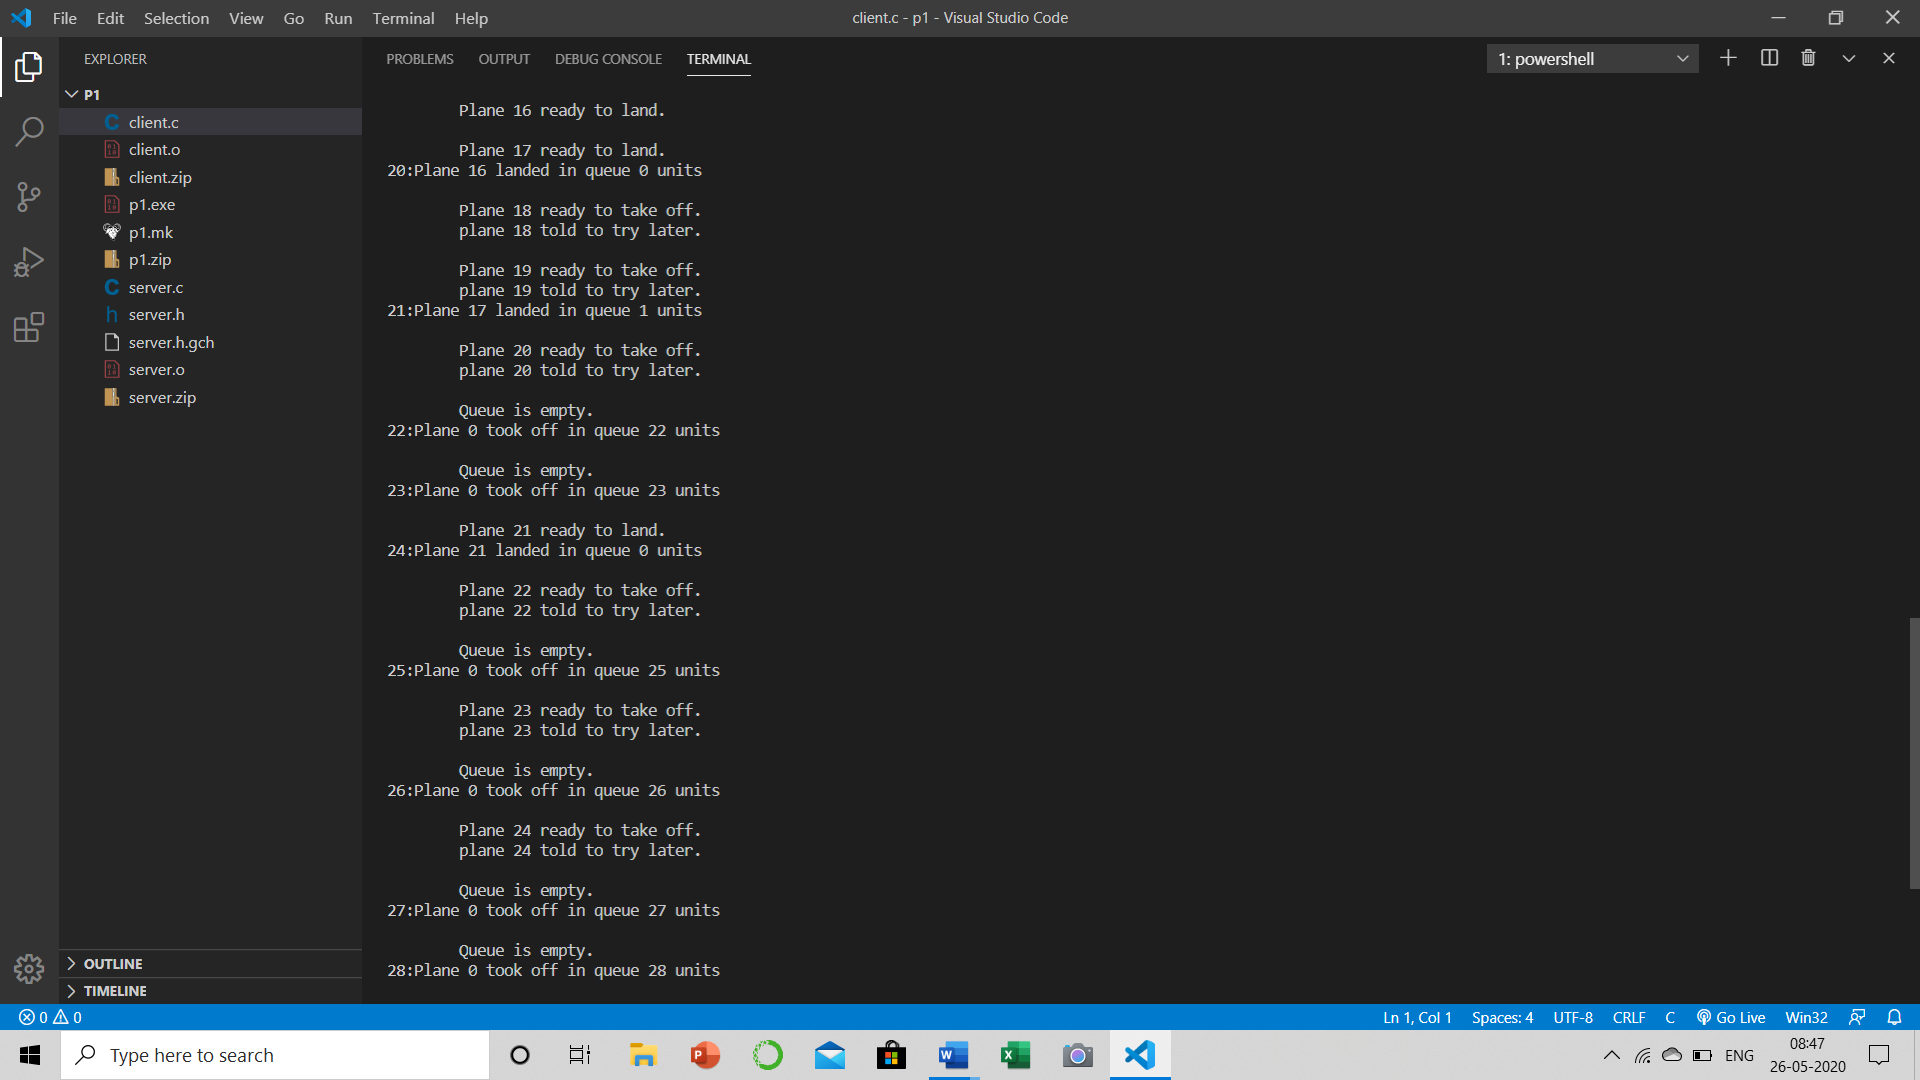 File Edit Selection View Go Run Terminal Help
client.c - p1 - Visual Studio Code
EXPLORER
P1
client.c
client.o
client.zip
p1.exe
p1.mk
p1.zip
server.c
server.h
server.h.gch
server.o
server.zip
OUTLINE
TIMELINE
PROBLEMS OUTPUT DEBUG CONSOLE TERMINAL
1: powershell
Plane 16 ready to land.
Plane 17 ready to land.
20:Plane 16 landed in queue 0 units
Plane 18 ready to take off.
plane 18 told to try later.
Plane 19 ready to take off.
plane 19 told to try later.
21:Plane 17 landed in queue 1 units
Plane 20 ready to take off.
plane 20 told to try later.
Queue is empty.
22:Plane 0 took off in queue 22 units
Queue is empty.
23:Plane 0 took off in queue 23 units
Plane 21 ready to land.
24:Plane 21 landed in queue 0 units
Plane 22 ready to take off.
plane 22 told to try later.
Queue is empty.
25:Plane 0 took off in queue 25 units
Plane 23 ready to take off.
plane 23 told to try later.
Queue is empty.
26:Plane 0 took off in queue 26 units
Plane 24 ready to take off.
plane 24 told to try later.
Queue is empty.
27:Plane 0 took off in queue 27 units
Queue is empty.
28:Plane 0 took off in queue 28 units
0 0
Ln 1, Col 1 Spaces: 4 UTF-8 CRLF C Go Live Win32
Type here to search
ENG
08:47
26-05-2020